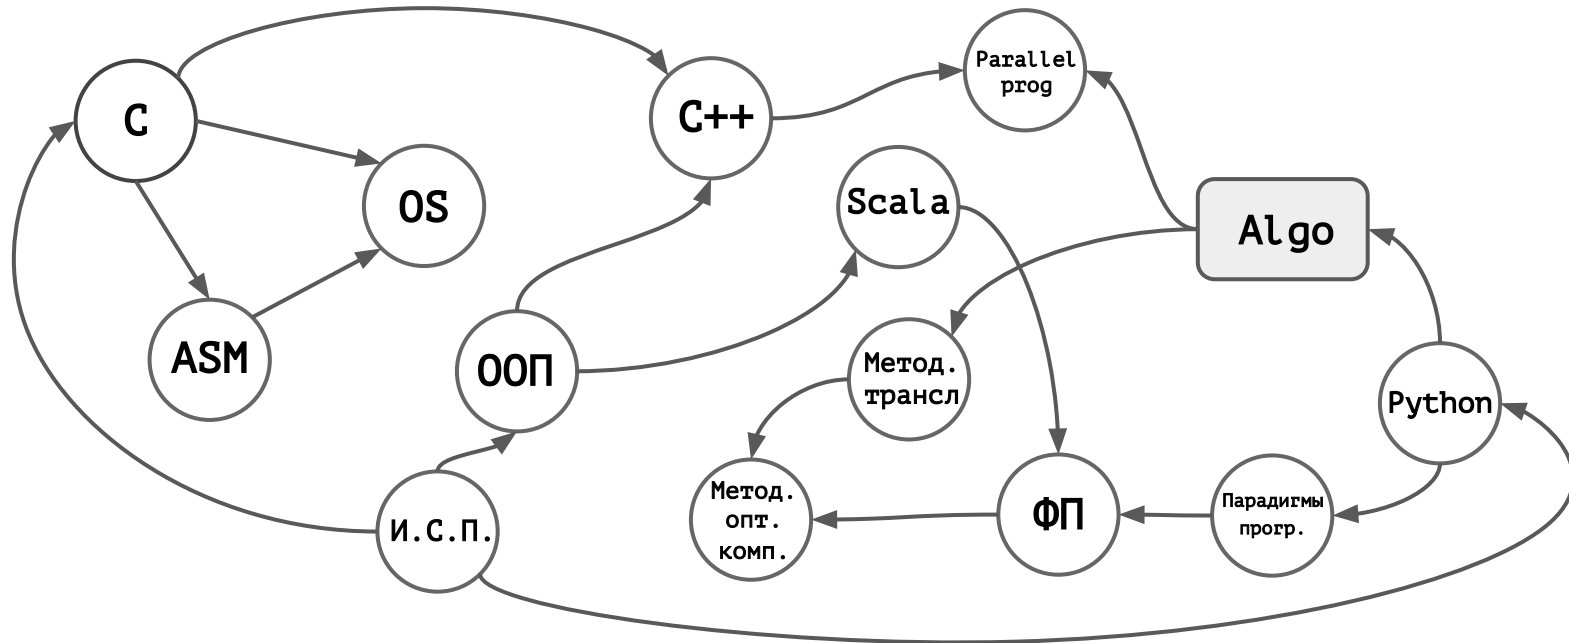 C
C++
Parallel
prog
OS
Scala
Algo
ASM
ООП
Метод.
трансл
Python
И.С.П.
Метод.
опт.
комп.
ФП
Парадигмы
прогр.